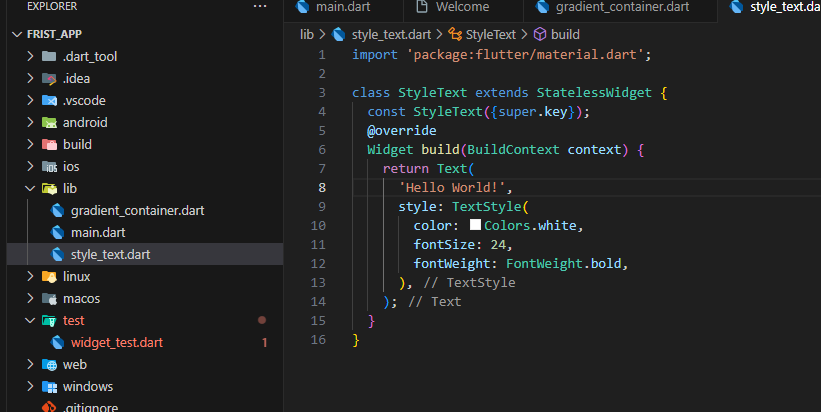 EXPLORER
···
FRIST_APP
.dart_tool
.idea
.vscode
android
build
ios
lib
gradient_container.dart
main.dart
style_text.dart
linux
macos
test
widget_test.dart 1
web
windows
.gitignore
main.dart
Welcome
gradient_container.dart
style_text.dart
lib > style_text.dart > StyleText > build
1 import 'package:flutter/material.dart';
2
3 class StyleText extends StatelessWidget {
4   const StyleText({super.key});
5   @override
6   Widget build(BuildContext context) {
7     return Text(
8       'Hello World!',
9       style: TextStyle(
10         color: Colors.white,
11         fontSize: 24,
12         fontWeight: FontWeight.bold,
13       ), // TextStyle
14     ); // Text
15   }
16 }